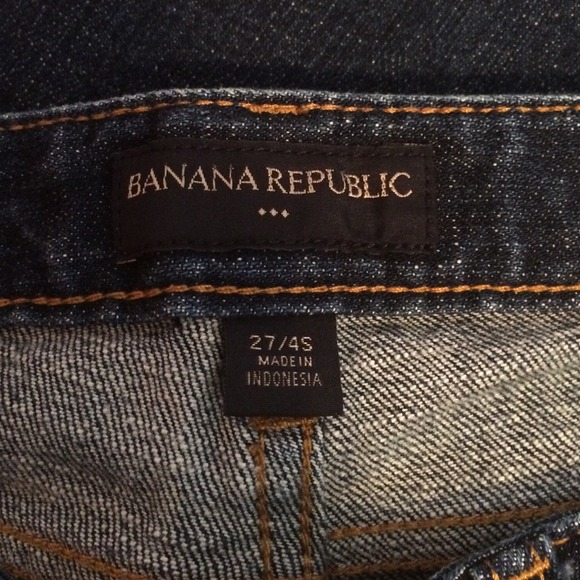 BANANA REPUBLIC
27/4S
MADE IN
INDONESIA